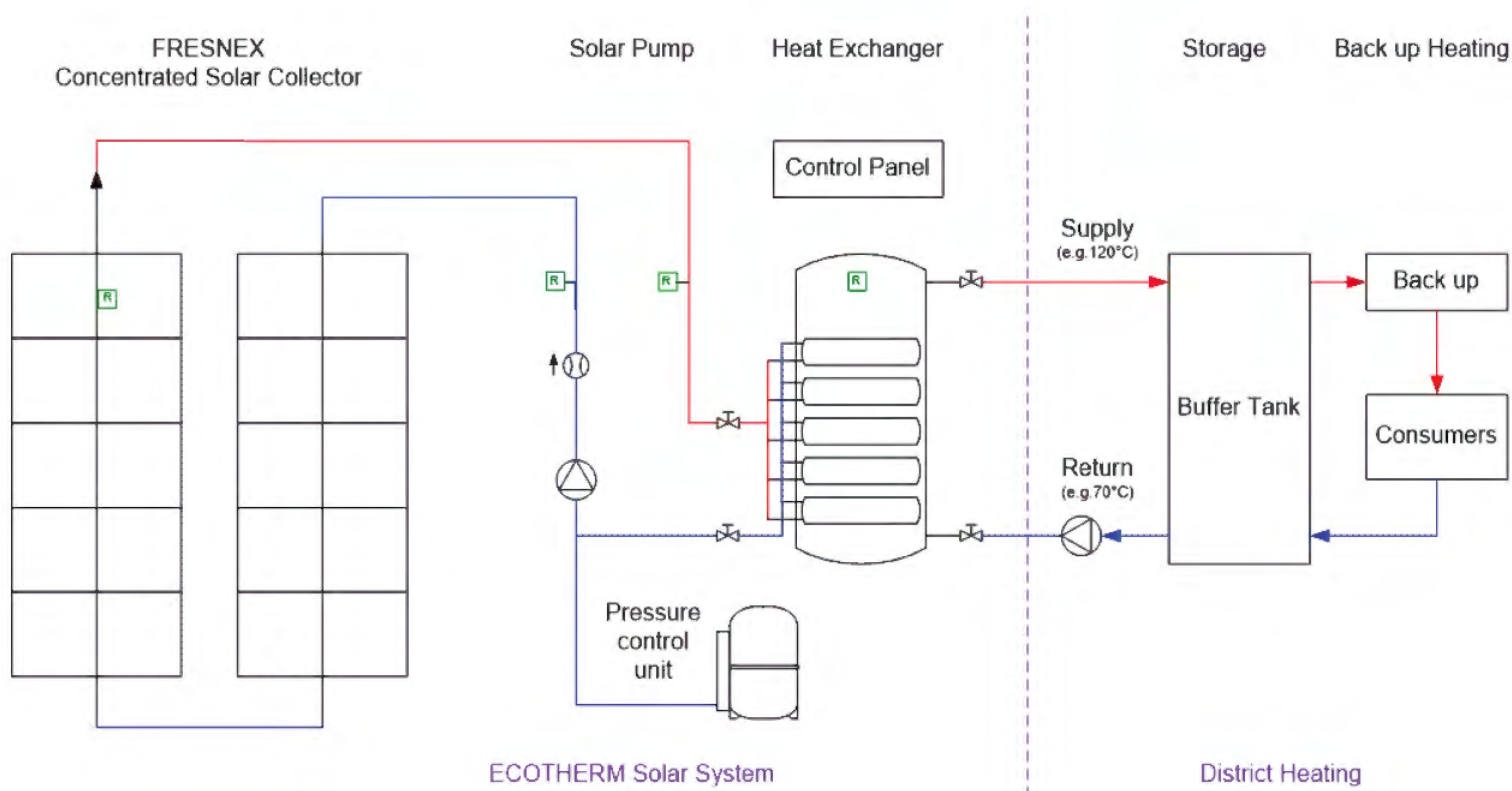 FRESNEX
Concentrated Solar Collector
Solar Pump
Heat Exchanger
Storage
Back up Heating
Control Panel
Supply
(e.g.120°C)
R
R
R
R
Back up
Buffer Tank
Consumers
Return
(e.g.70°C)
Pressure
control
unit
ECOTHERM Solar System
District Heating